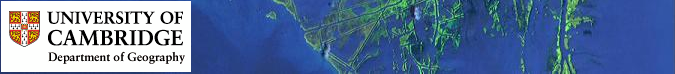 UNIVERSITY OF
CAMBRIDGE
Department of Geography